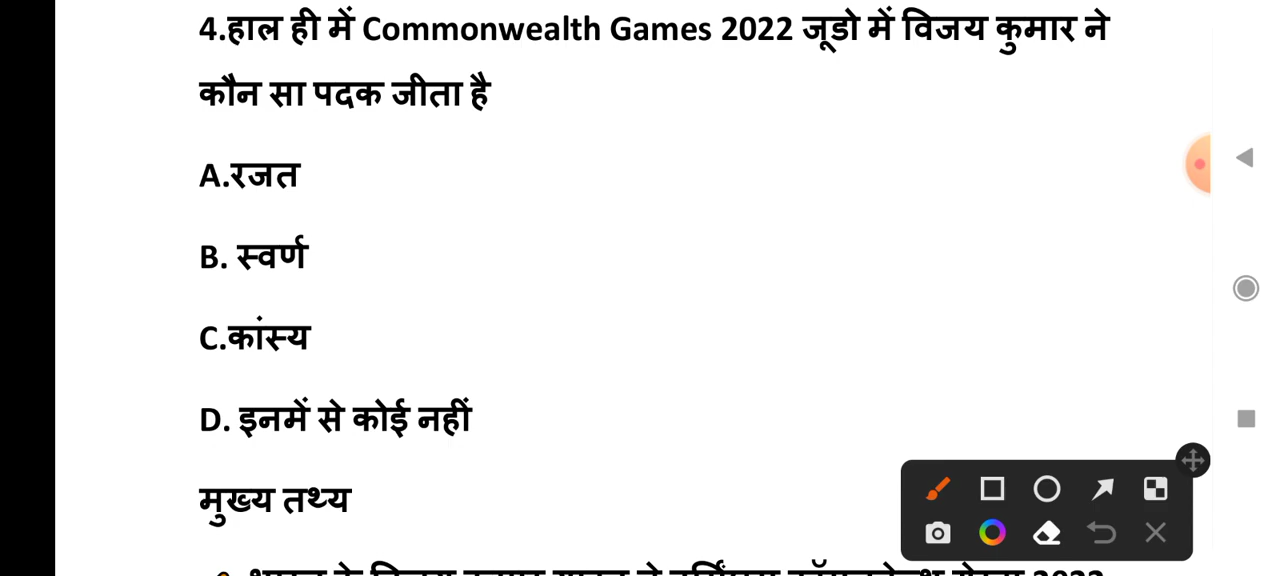 4.हाल ही में Commonwealth Games 2022 जूडो में विजय कुमार ने
कौन सा पदक जीता है
A.रजत
B. स्वर्ण
C.कांस्य
D. इनमें से कोई नहीं
मुख्य तथ्य